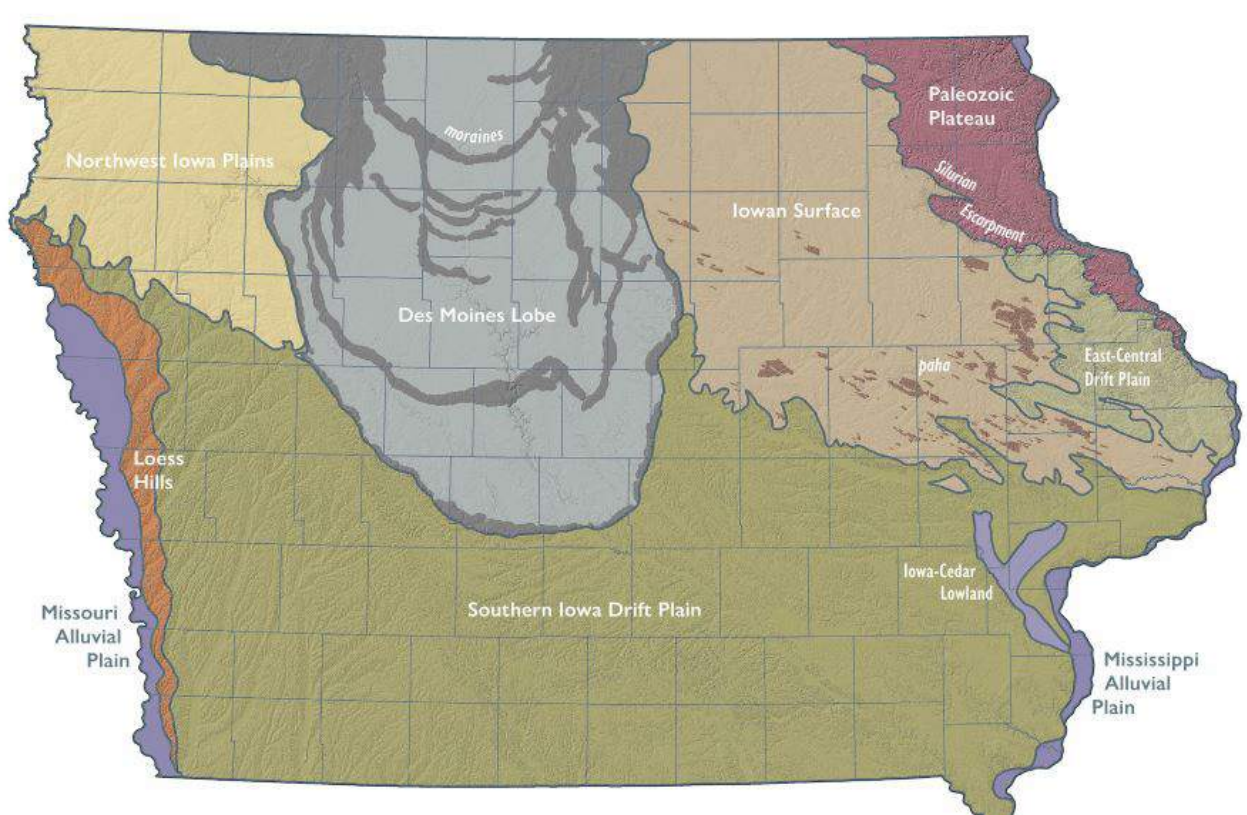 Paleozoic
Plateau
moraines
Northwest Iowa Plains
Silurian
Escarpment
Iowan Surface
Des Moines Lobe
East-Central
Drift Plain
paha
Loess
Hills
Iowa-Cedar
Lowland
Southern Iowa Drift Plain
Missouri
Alluvial
Plain
Mississippi
Alluvial
Plain